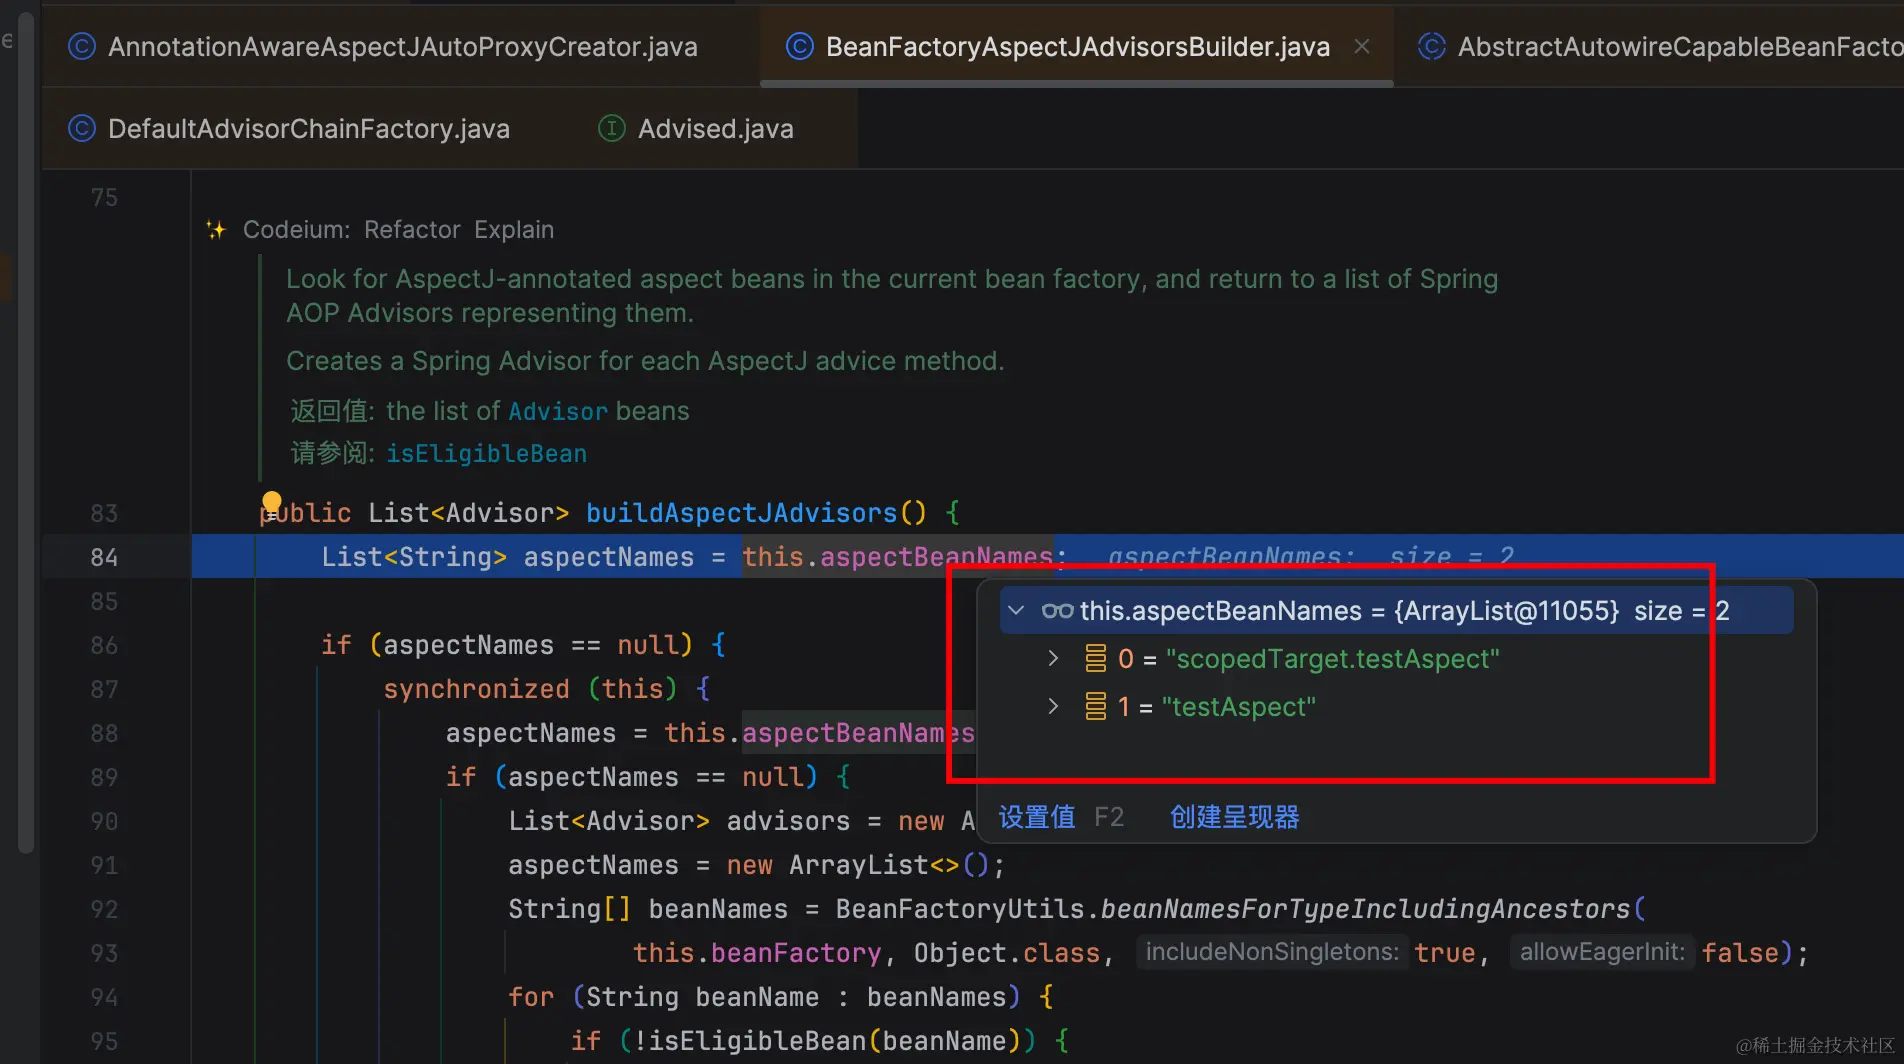 AnnotationAwareAspectJAutoProxyCreator.java
BeanFactoryAspectJAdvisorsBuilder.java
AbstractAutowireCapableBeanFacto
DefaultAdvisorChainFactory.java
Advised.java
75
Codeium: Refactor Explain
Look for AspectJ-annotated aspect beans in the current bean factory, and return to a list of Spring
AOP Advisors representing them.
Creates a Spring Advisor for each AspectJ advice method.
返回值: the list of Advisor beans
请参阅: isEligibleBean
83 public List<Advisor> buildAspectJAdvisors() {
84 List<String> aspectNames = this.aspectBeanNames; aspectBeanNames: size = 2
85
this.aspectBeanNames = {ArrayList@11055} size = 2
0 = "scopedTarget.testAspect"
1 = "testAspect"
设置值 F2 创建呈现器
86 if (aspectNames == null) {
87 synchronized (this) {
88 aspectNames = this.aspectBeanNames
89 if (aspectNames == null) {
90 List<Advisor> advisors = new A
91 aspectNames = new ArrayList<>();
92 String[] beanNames = BeanFactoryUtils.beanNamesForTypeIncludingAncestors(
93 this.beanFactory, Object.class, includeNonSingletons: true, allowEagerInit: false);
94 for (String beanName : beanNames) {
95 if (!isEligibleBean(beanName)) {
@稀土掘金技术社区